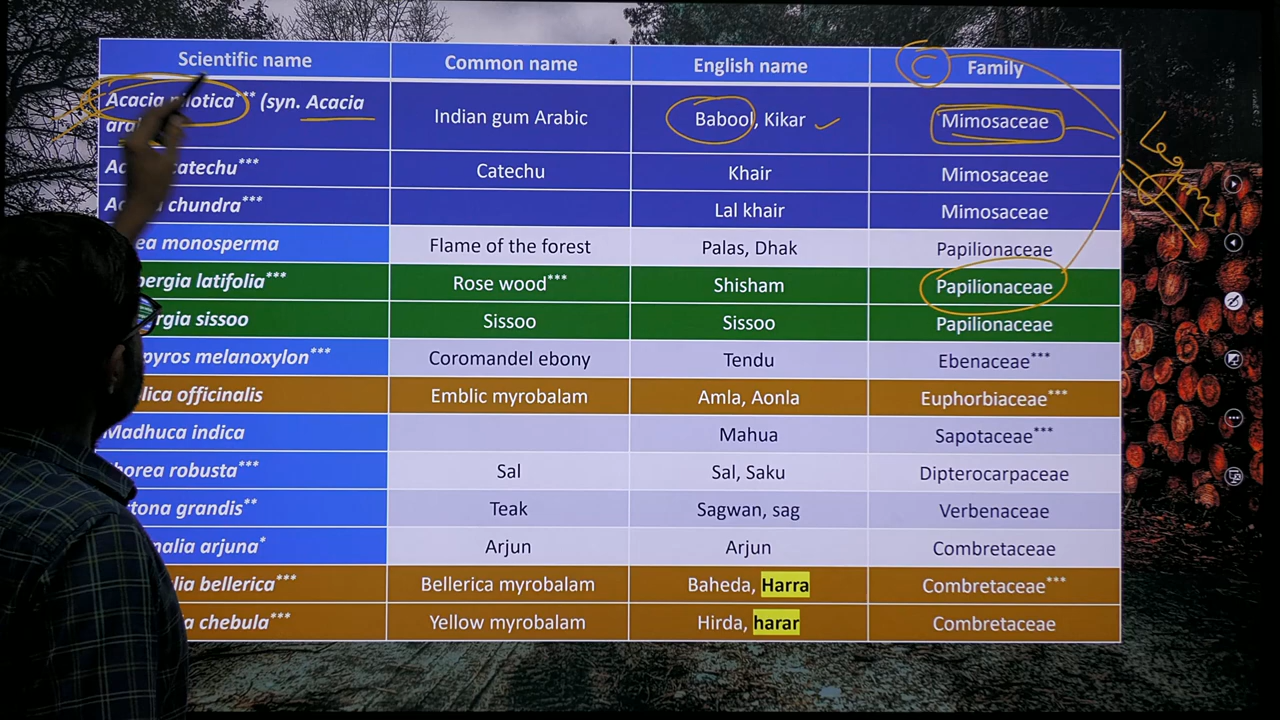 Scientific name Common name English name C Family
Acacia nilotica*** (syn. Acacia Indian gum Arabic Babool, Kikar Mimosaceae
catechu*** Catechu Khair Mimosaceae
chundra*** Lal khair Mimosaceae
monosperma Flame of the forest Palas, Dhak Papilionaceae
latifolia*** Rose wood*** Shisham Papilionaceae
sissoo Sissoo Sissoo Papilionaceae
melanoxylon*** Coromandel ebony Tendu Ebenaceae***
officinalis Emblic myrobalam Amla, Aonla Euphorbiaceae***
Madhuca indica Mahua Sapotaceae***
robusta*** Sal Sal, Saku Dipterocarpaceae
grandis** Teak Sagwan, sag Verbenaceae
arjuna* Arjun Arjun Combretaceae
bellerica*** Bellerica myrobalam Baheda, Harra Combretaceae***
chebula*** Yellow myrobalam Hirda, harar Combretaceae